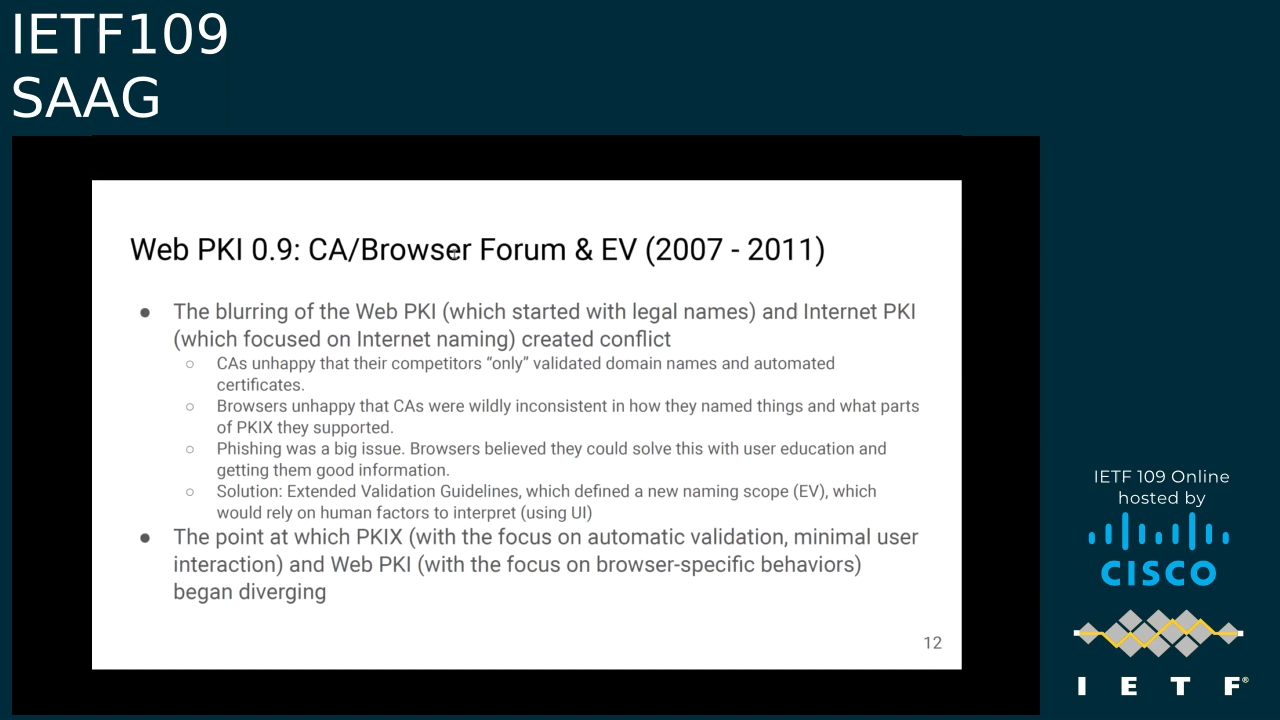 IETF109
SAAG
Web PKI 0.9: CA/Browser Forum & EV (2007 - 2011)
● The blurring of the Web PKI (which started with legal names) and Internet PKI
(which focused on Internet naming) created conflict
○ CAs unhappy that their competitors “only” validated domain names and automated
certificates.
○ Browsers unhappy that CAs were wildly inconsistent in how they named things and what parts
of PKIX they supported.
○ Phishing was a big issue. Browsers believed they could solve this with user education and
getting them good information.
○ Solution: Extended Validation Guidelines, which defined a new naming scope (EV), which
would rely on human factors to interpret (using UI)
● The point at which PKIX (with the focus on automatic validation, minimal user
interaction) and Web PKI (with the focus on browser-specific behaviors)
began diverging
12
IETF 109 Online
hosted by
CISCO
I E T F®